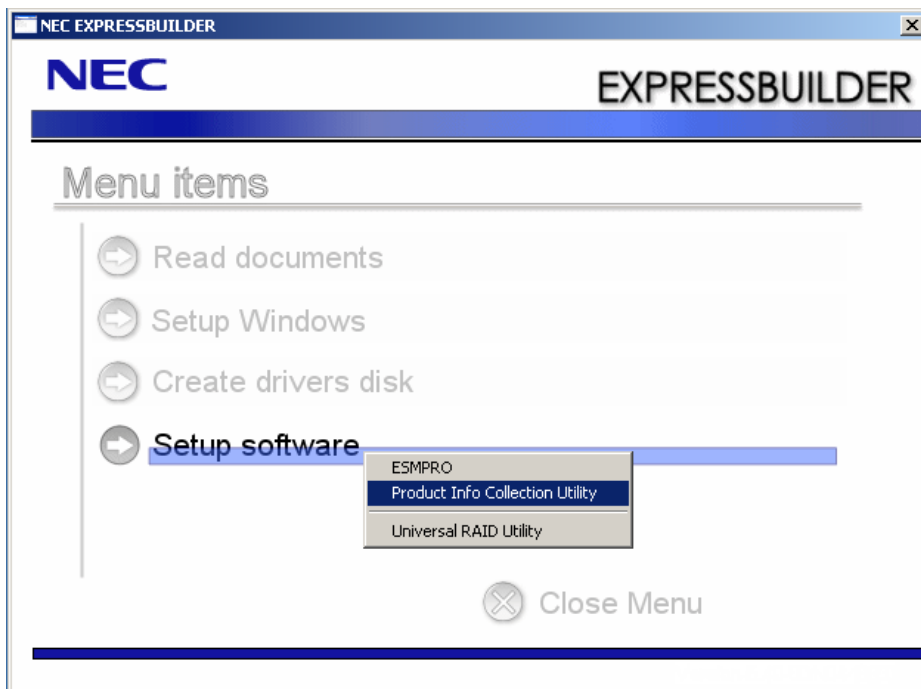 NEC EXPRESSBUILDER
NEC
EXPRESSBUILDER
Menu items
Read documents
Setup Windows
Create drivers disk
Setup software
ESMPRO
Product Info Collection Utility
Universal RAID Utility
Close Menu